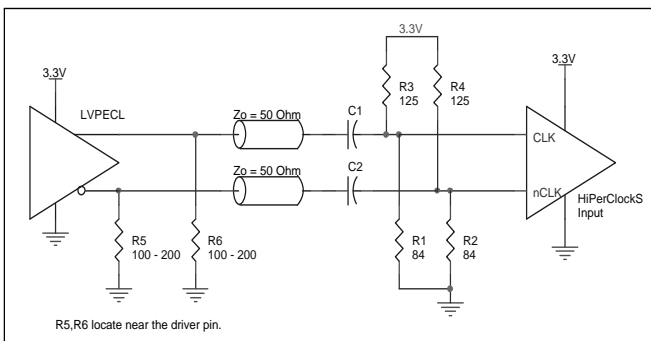 3.3V
3.3V
3.3V
R3
125
R4
125
LVPECL
Zo = 50 Ohm
C1
CLK
Zo = 50 Ohm
C2
nCLK
HiPerClockS
Input
R5
100 - 200
R6
100 - 200
R1
84
R2
84
R5,R6 locate near the driver pin.